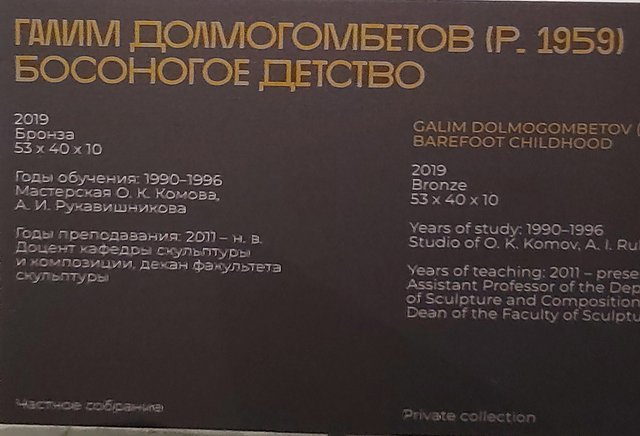 ГАЛИМ ДОЛМОГОМБЕТОВ (Р. 1959)
БОСОНОГОЕ ДЕТСТВО
2019
Бронза
53 x 40 x 10
Годы обучения: 1990–1996
Мастерская О. К. Комова,
А. И. Рукавишникова
Годы преподавания: 2011 – н. в.
Доцент кафедры скульптуры
и композиции, декан факультета
скульптуры
Частное собрание
GALIM DOLMOGOMBETOV (
BAREFOOT CHILDHOOD
2019
Bronze
53 x 40 x 10
Years of study: 1990–1996
Studio of O. K. Komov, A. I.
Years of teaching: 2011 –
Assistant Professor of the
of Sculpture and Composition
Dean of the Faculty of
Private collection